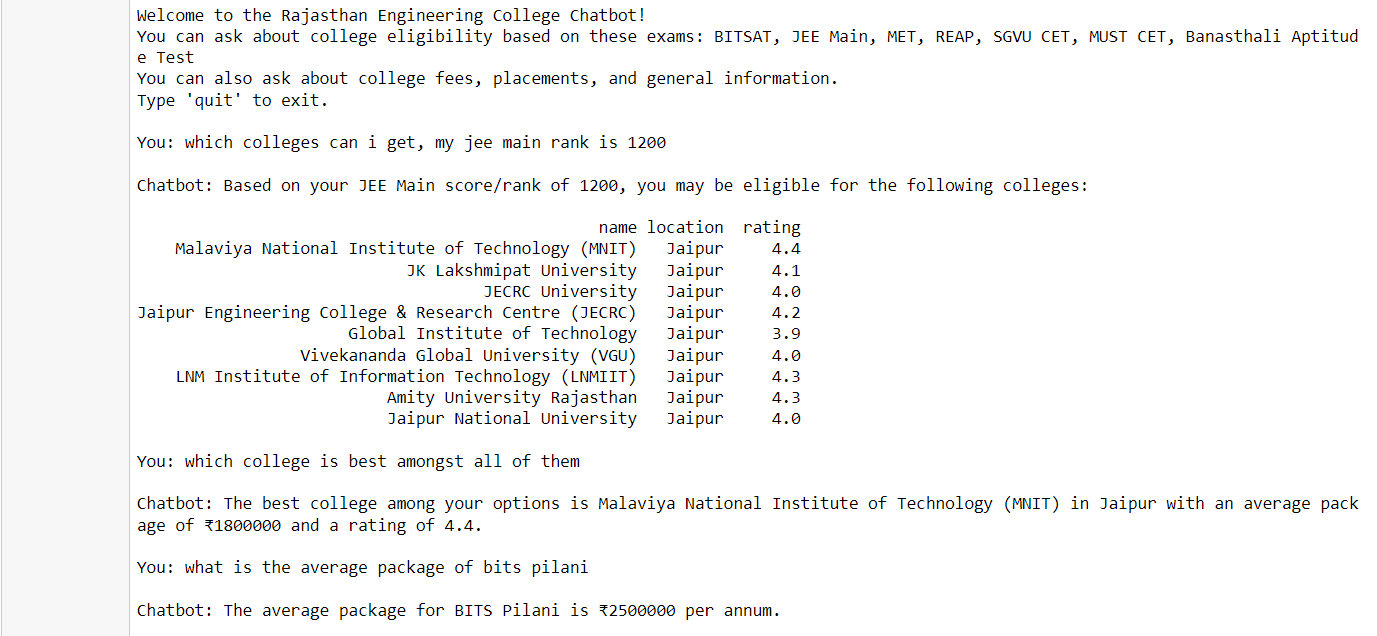 Welcome to the Rajasthan Engineering College Chatbot!
You can ask about college eligibility based on these exams: BITSAT, JEE Main, MET, REAP, SGVU CET, MUST CET, Banasthali Aptitud
e Test
You can also ask about college fees, placements, and general information.
Type 'quit' to exit.
You: which colleges can i get, my jee main rank is 1200
Chatbot: Based on your JEE Main score/rank of 1200, you may be eligible for the following colleges:
name location rating
Malaviya National Institute of Technology (MNIT) Jaipur 4.4
JK Lakshmipat University Jaipur 4.1
JECRC University Jaipur 4.0
Jaipur Engineering College & Research Centre (JECRC) Jaipur 4.2
Global Institute of Technology Jaipur 3.9
Vivekananda Global University (VGU) Jaipur 4.0
LNM Institute of Information Technology (LNMIIT) Jaipur 4.3
Amity University Rajasthan Jaipur 4.3
Jaipur National University Jaipur 4.0
You: which college is best amongst all of them
Chatbot: The best college among your options is Malaviya National Institute of Technology (MNIT) in Jaipur with an average pack
age of ₹1800000 and a rating of 4.4.
You: what is the average package of bits pilani
Chatbot: The average package for BITS Pilani is ₹2500000 per annum.